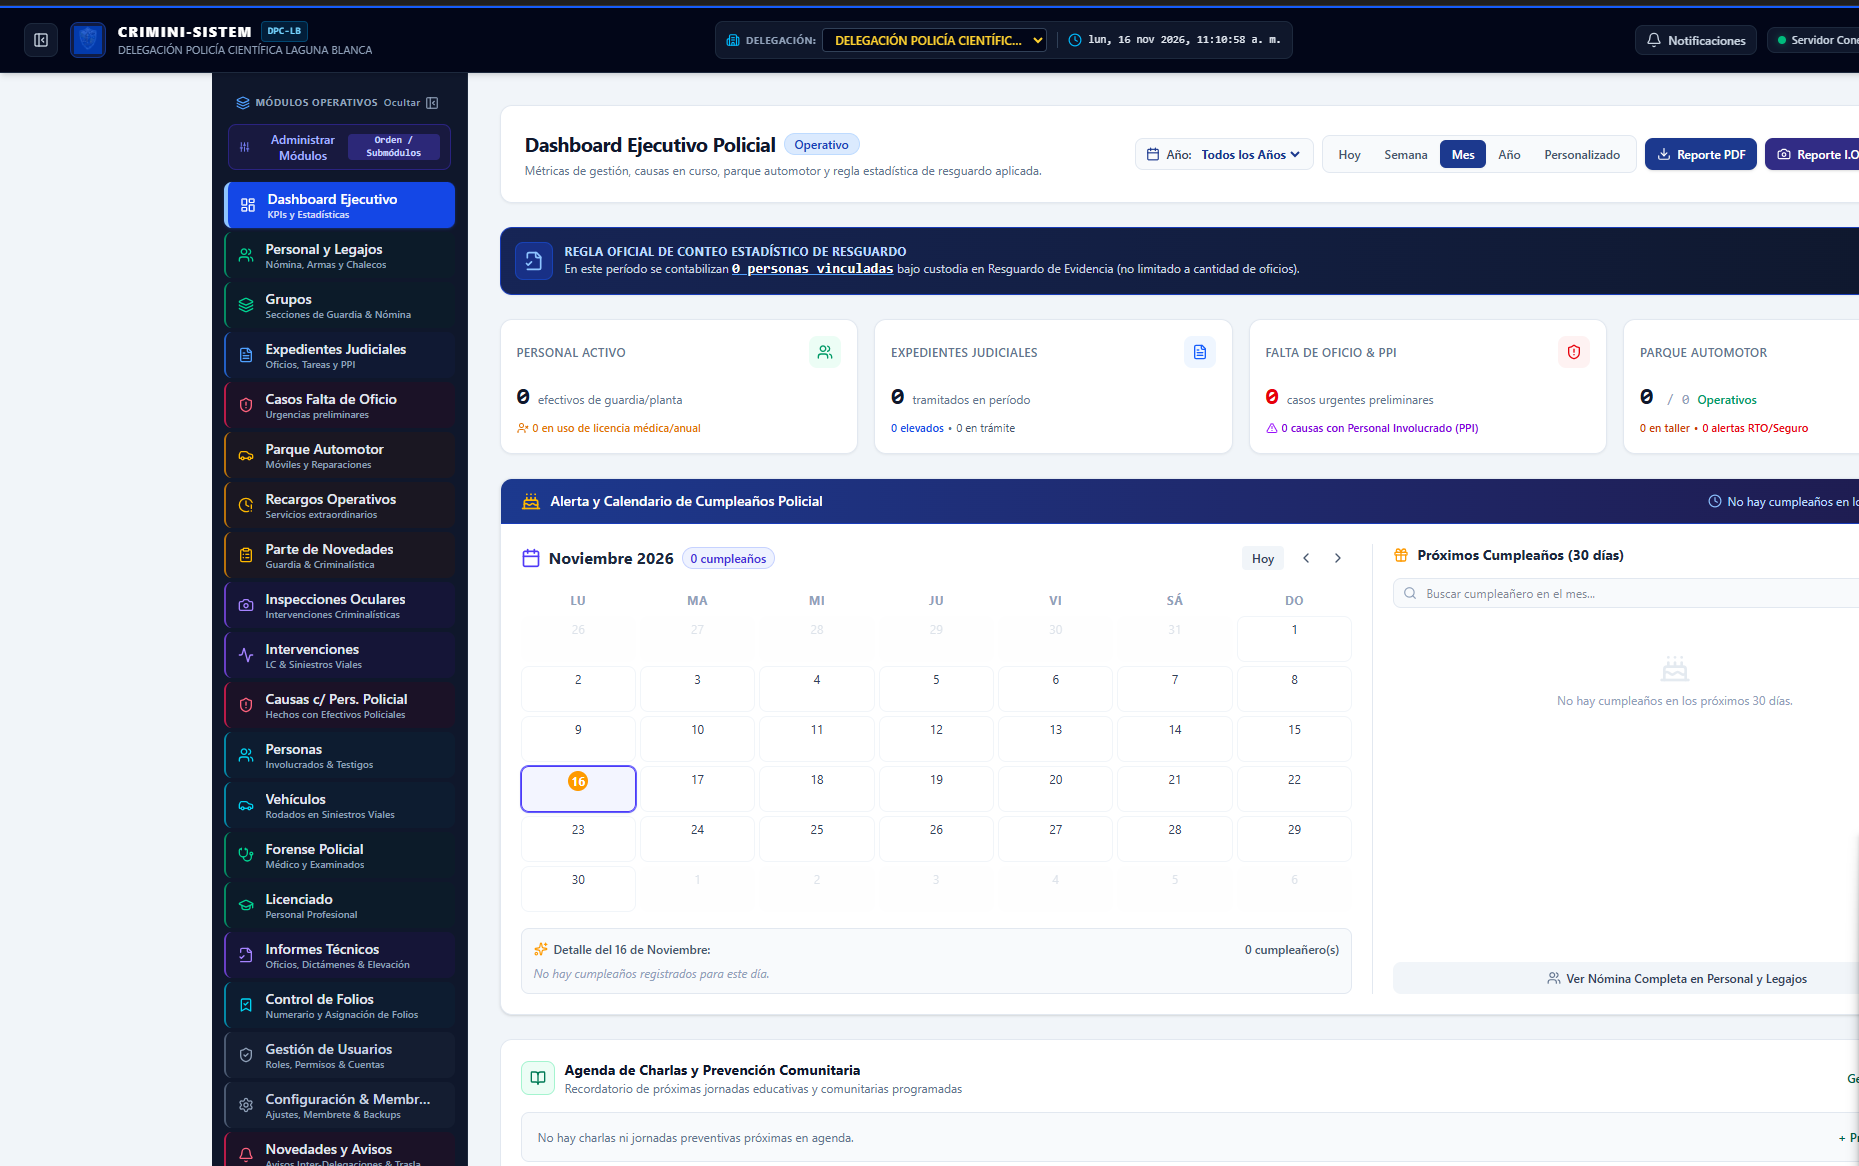 CRIMINI-SISTEM DPC-LB
DELEGACIÓN POLICÍA CIENTÍFICA LAGUNA BLANCA
DELEGACIÓN: DELEGACIÓN POLICÍA CIENTÍFIC...
lun, 16 nov 2026, 11:10:58 a. m.
Notificaciones
Servidor Cone
MÓDULOS OPERATIVOS Ocultar
Administrar Módulos
Orden / Submódulos
Dashboard Ejecutivo
KPIs y Estadísticas
Personal y Legajos
Nómina, Armas y Chalecos
Grupos
Secciones de Guardia & Nómina
Expedientes Judiciales
Oficios, Tareas y PPI
Casos Falta de Oficio
Urgencias preliminares
Parque Automotor
Móviles y Reparaciones
Recargos Operativos
Servicios extraordinarios
Parte de Novedades
Guardia & Criminalística
Inspecciones Oculares
Intervenciones Criminalísticas
Intervenciones
LC & Siniestros Viales
Causas c/ Pers. Policial
Hechos con Efectivos Policiales
Personas
Involucrados & Testigos
Vehículos
Rodados en Siniestros Viales
Forense Policial
Médico y Examinados
Licenciado
Personal Profesional
Informes Técnicos
Oficios, Dictámenes & Elevación
Control de Folios
Numerario y Asignación de Folios
Gestión de Usuarios
Roles, Permisos & Cuentas
Configuración & Membr...
Ajustes, Membrete & Backups
Novedades y Avisos
Avisos Inter-Delegaciones & Trasla
Dashboard Ejecutivo Policial Operativo
Métricas de gestión, causas en curso, parque automotor y regla estadística de resguardo aplicada.
Año: Todos los Años
Hoy Semana Mes Año Personalizado
Reporte PDF
Reporte I.O
REGLA OFICIAL DE CONTEO ESTADÍSTICO DE RESGUARDO
En este período se contabilizan 0 personas vinculadas bajo custodia en Resguardo de Evidencia (no limitado a cantidad de oficios).
PERSONAL ACTIVO
0 efectivos de guardia/planta
0 en uso de licencia médica/anual
EXPEDIENTES JUDICIALES
0 tramitados en período
0 elevados • 0 en trámite
FALTA DE OFICIO & PPI
0 casos urgentes preliminares
0 causas con Personal Involucrado (PPI)
PARQUE AUTOMOTOR
0 / 0 Operativos
0 en taller • 0 alertas RTO/Seguro
Alerta y Calendario de Cumpleaños Policial
No hay cumpleaños en lo
Noviembre 2026 0 cumpleaños
Hoy
LU MA MI JU VI SÁ DO
26 27 28 29 30 31 1
2 3 4 5 6 7 8
9 10 11 12 13 14 15
16 17 18 19 20 21 22
23 24 25 26 27 28 29
30 1 2 3 4 5 6
Detalle del 16 de Noviembre: 0 cumpleañero(s)
No hay cumpleaños registrados para este día.
Próximos Cumpleaños (30 días)
Buscar cumpleañero en el mes...
No hay cumpleaños en los próximos 30 días.
Ver Nómina Completa en Personal y Legajos
Agenda de Charlas y Prevención Comunitaria
Recordatorio de próximas jornadas educativas y comunitarias programadas
Ge
No hay charlas ni jornadas preventivas próximas en agenda.
+ P